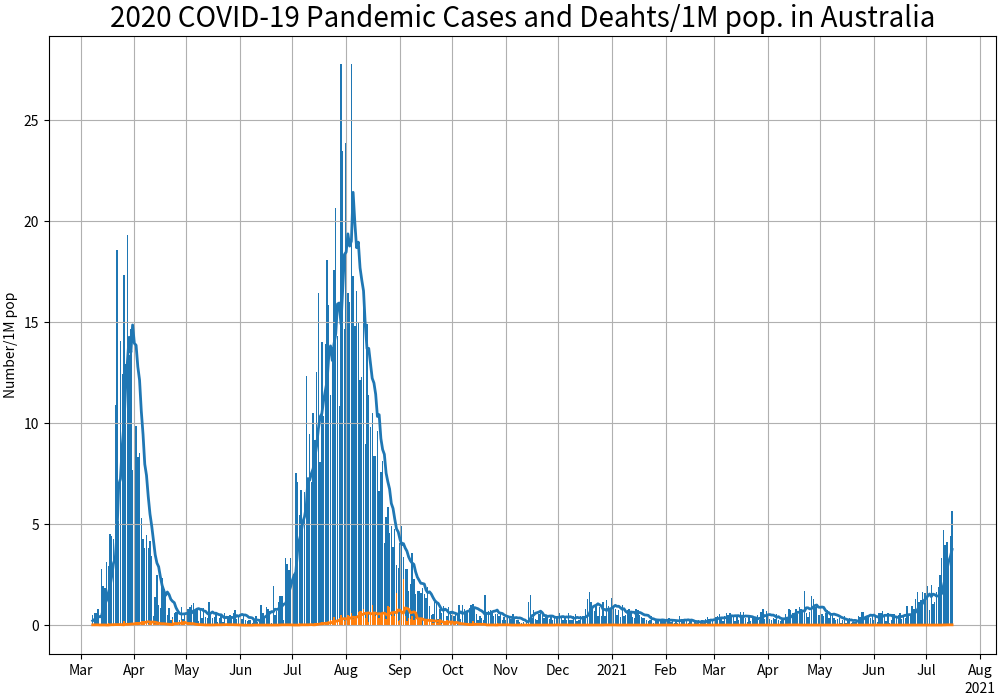 2020 COVID-19 Pandemic Cases and Deahts/1M pop. in Australia
Number/1M pop
25
20
15
10
5
0
Mar Apr May Jun Jul Aug Sep Oct Nov Dec 2021 Feb Mar Apr May Jun Jul Aug
2021